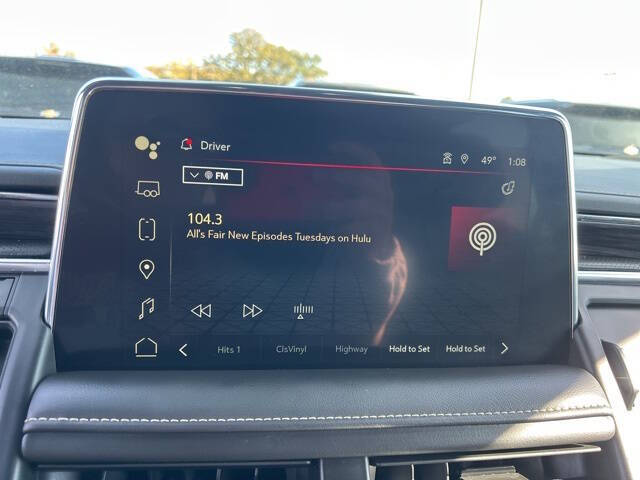 Driver
49° 1:08
FM
104.3
All's Fair New Episodes Tuesdays on Hulu
Hits 1 ClsVinyl Highway Hold to Set Hold to Set